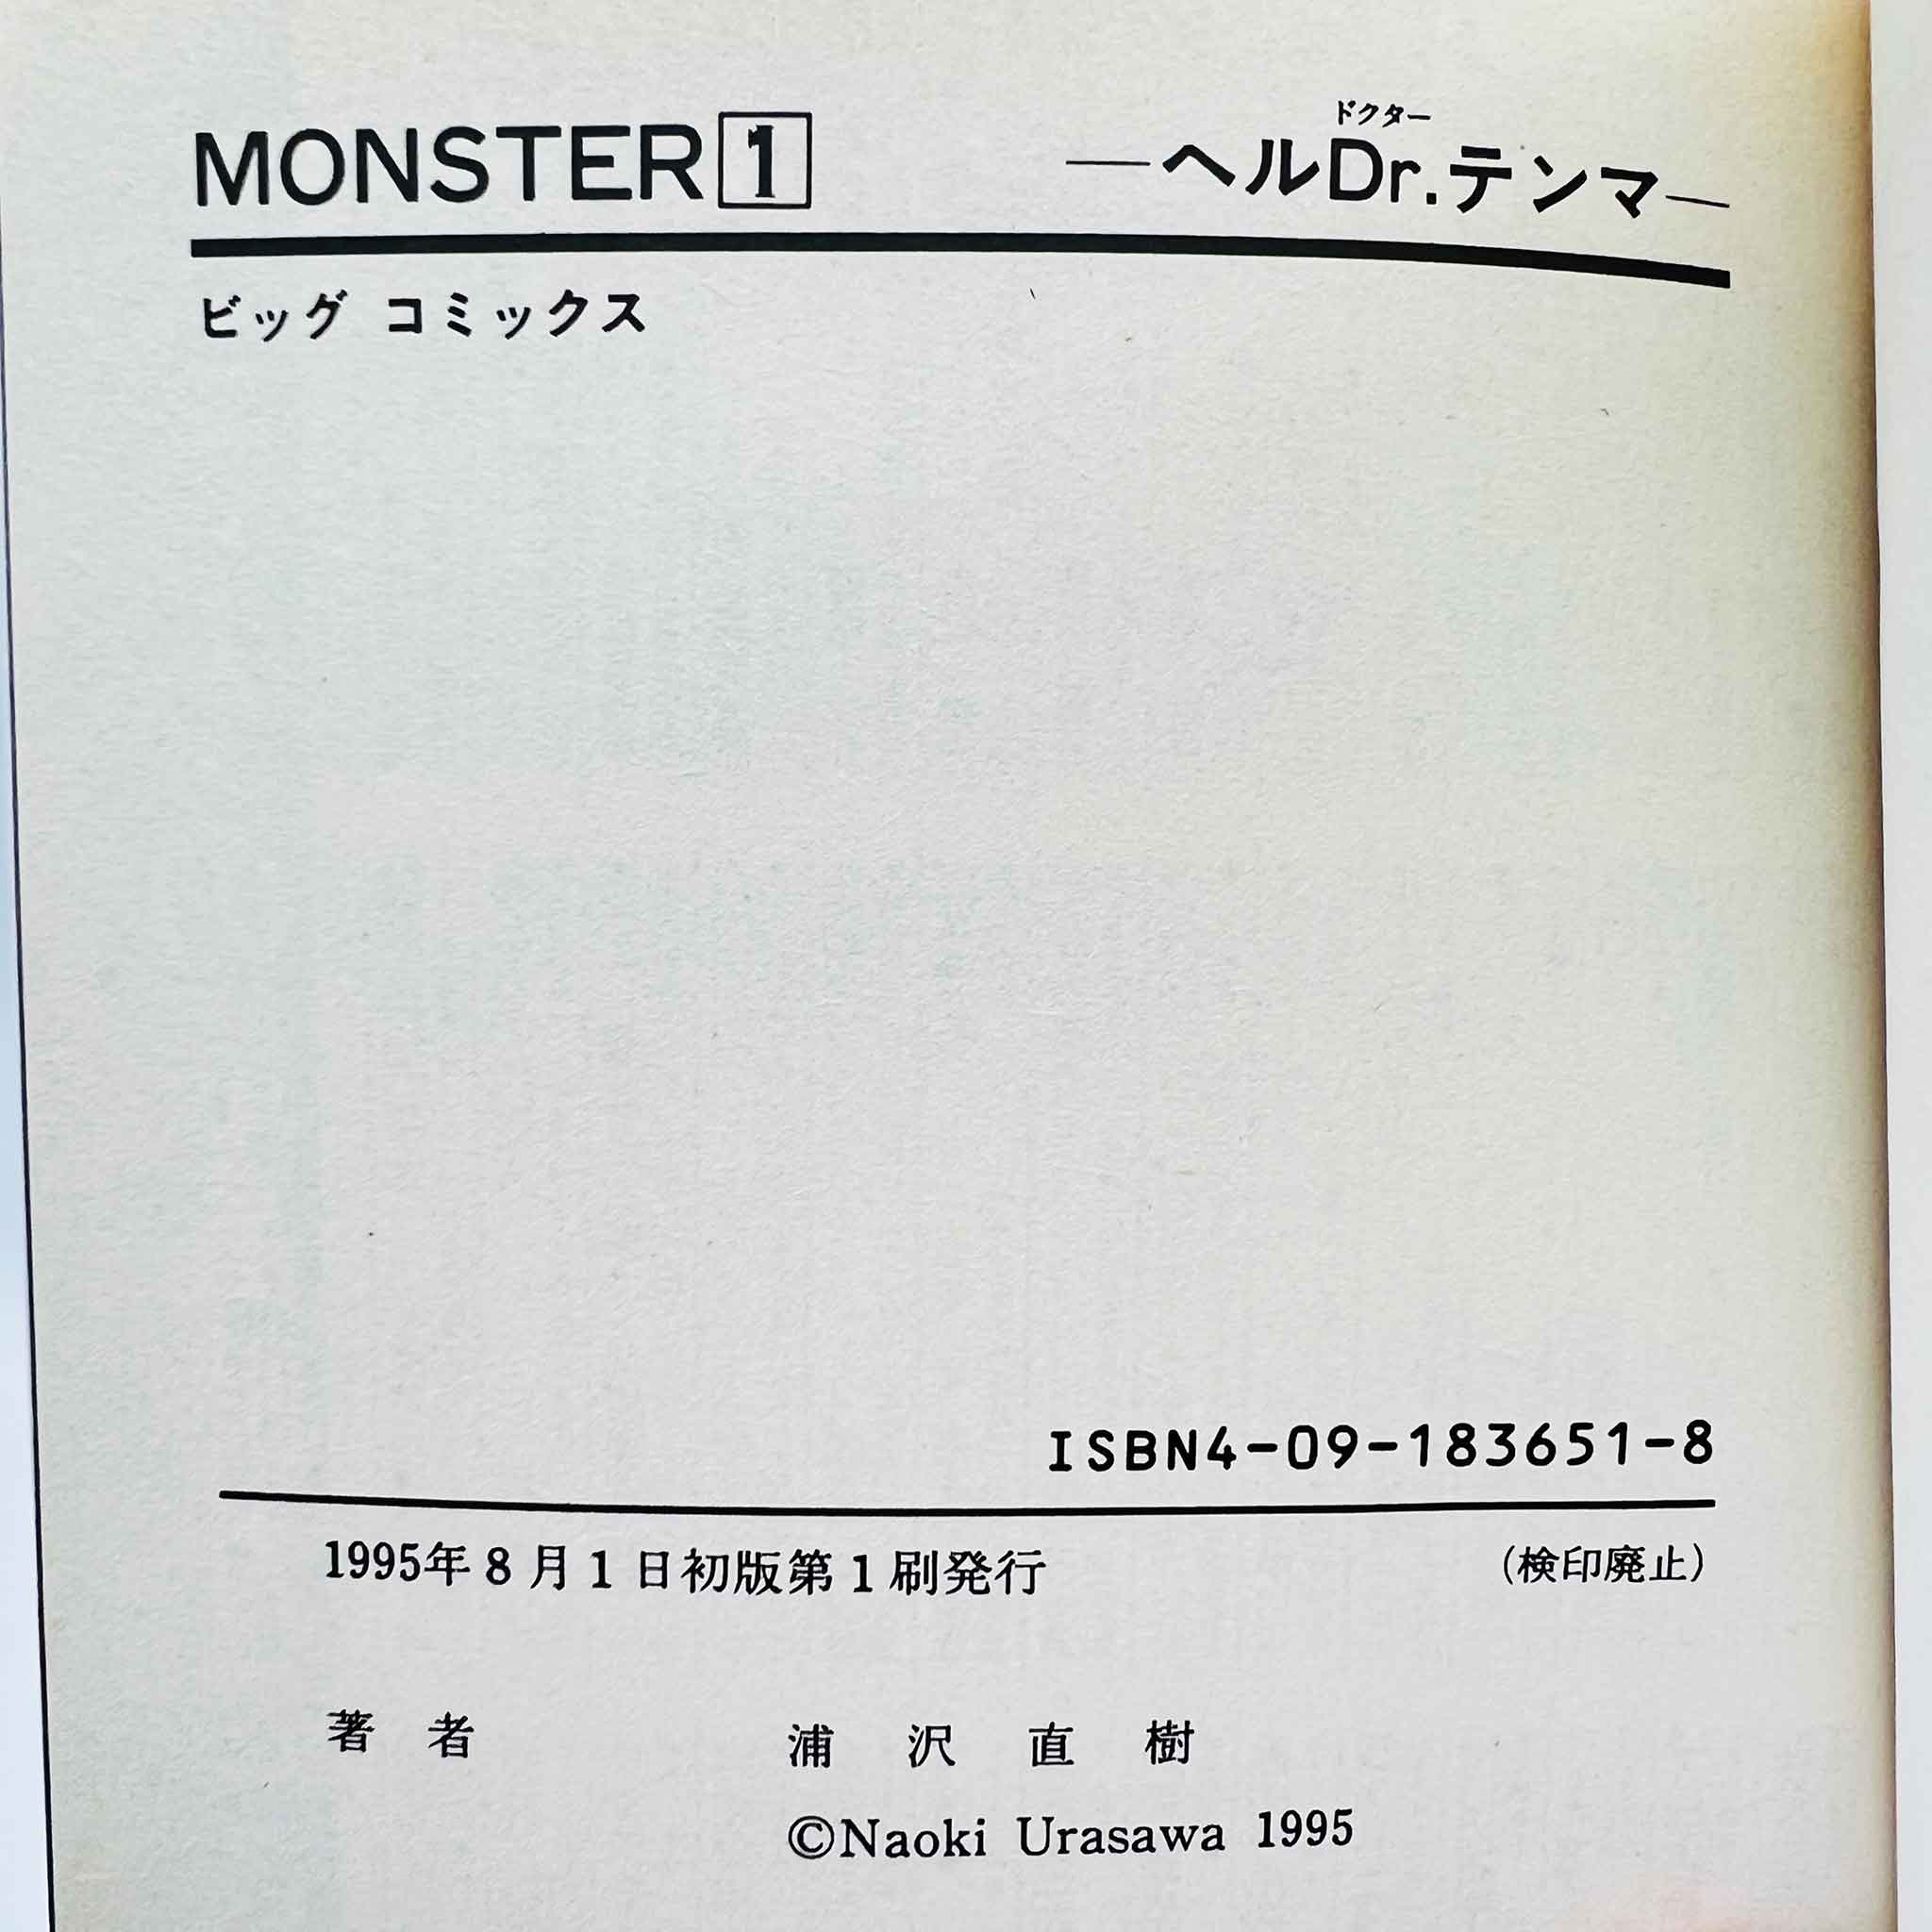 MONSTER1 ―ヘルDr.テンマ―
ドクター
ビッグ コミックス
ISBN4-09-183651-8
1995年8月1日初版第1刷発行 (検印廃止)
著者 浦沢直樹
©Naoki Urasawa 1995